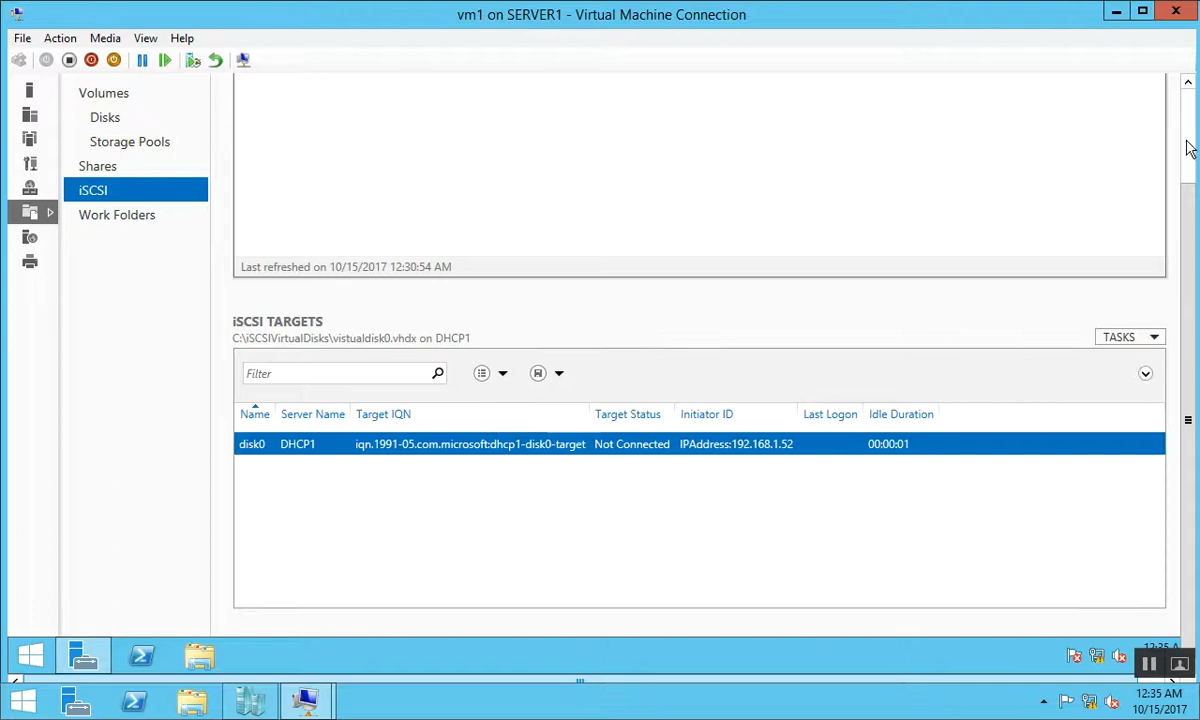 vm1 on SERVER1 - Virtual Machine Connection
File Action Media View Help
Volumes
Disks
Storage Pools
Shares
iSCSI
Work Folders
Last refreshed on 10/15/2017 12:30:54 AM
iSCSI TARGETS
C:\iSCSIVirtualDisks\vistualdisk0.vhdx on DHCP1
TASKS
Filter
Name Server Name Target IQN Target Status Initiator ID Last Logon Idle Duration
disk0 DHCP1 iqn.1991-05.com.microsoft:dhcp1-disk0-target Not Connected IPAddress:192.168.1.52 00:00:01
12:35 A
12:35 AM
10/15/2017